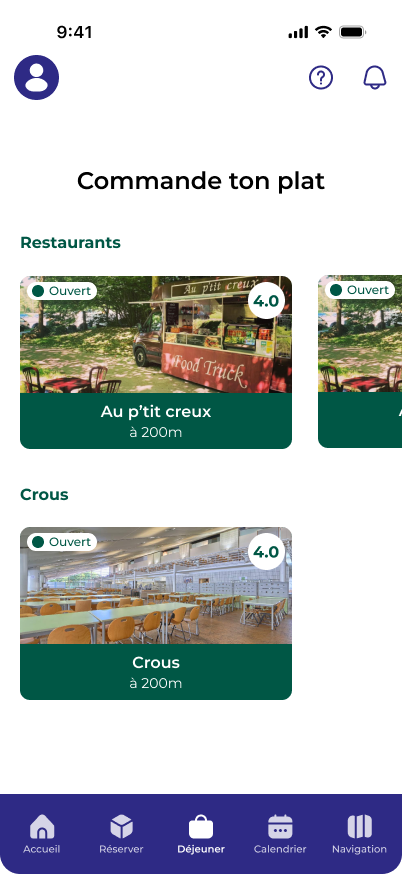 9:41
Commande ton plat
Restaurants
Ouvert
Au p'tit creux
4.0
Food Truck
Au p’tit creux
à 200m
Ouvert
Crous
Ouvert
4.0
Crous
à 200m
Accueil
Réserver
Déjeuner
Calendrier
Navigation